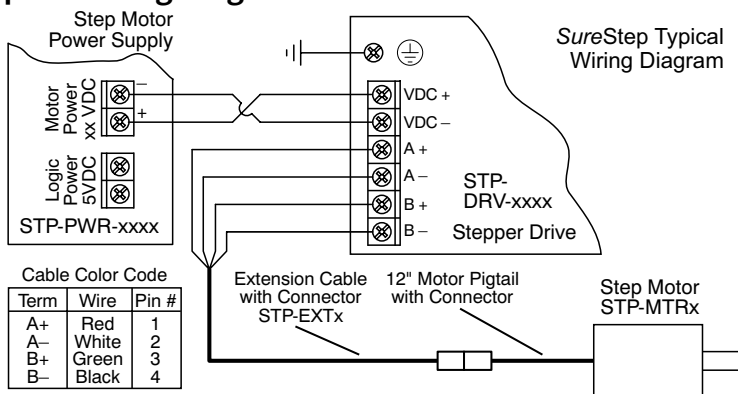 Step Motor
Power Supply
SureStep Typical
Wiring Diagram
Motor
Power
xx VDC
–
+
Logic
Power
5VDC
STP-PWR-xxxx
VDC +
VDC –
A +
A –
B +
B –
STP-
DRV-xxxx
Stepper Drive
Cable Color Code
Term Wire Pin #
A+ Red 1
A– White 2
B+ Green 3
B– Black 4
Extension Cable
with Connector
STP-EXTx
12" Motor Pigtail
with Connector
Step Motor
STP-MTRx